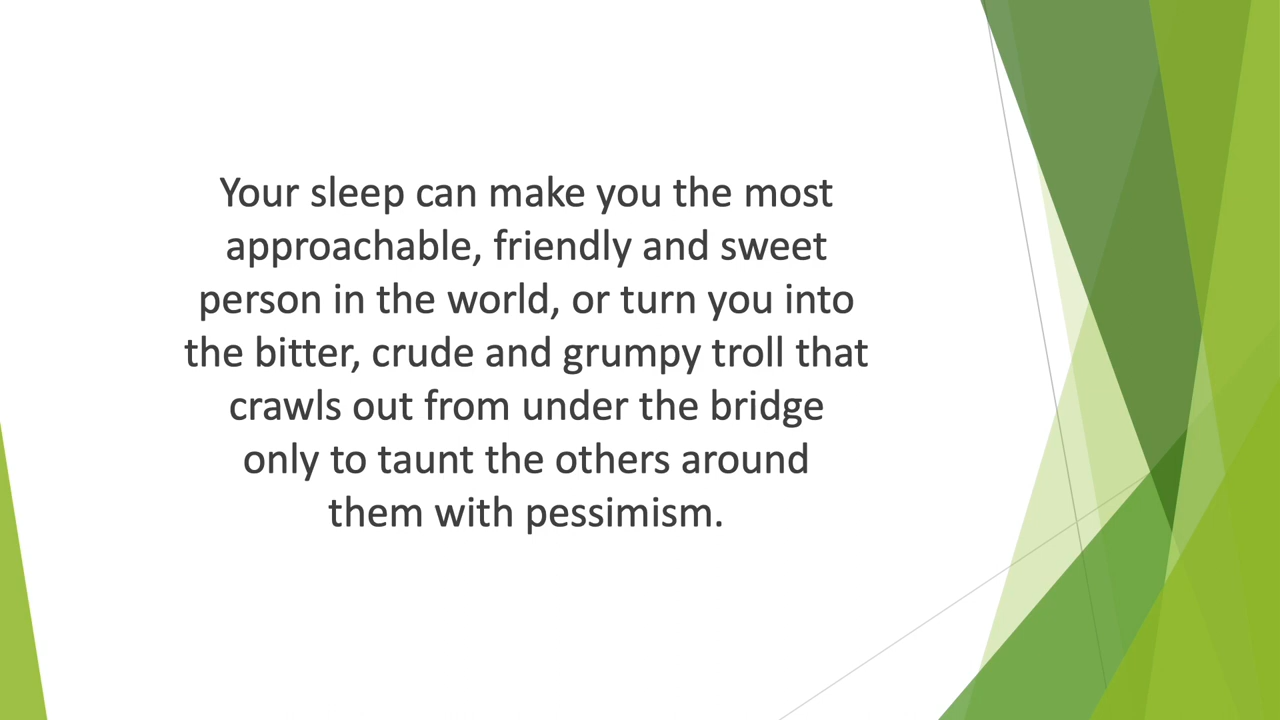 Your sleep can make you the most
approachable, friendly and sweet
person in the world, or turn you into
the bitter, crude and grumpy troll that
crawls out from under the bridge
only to taunt the others around
them with pessimism.